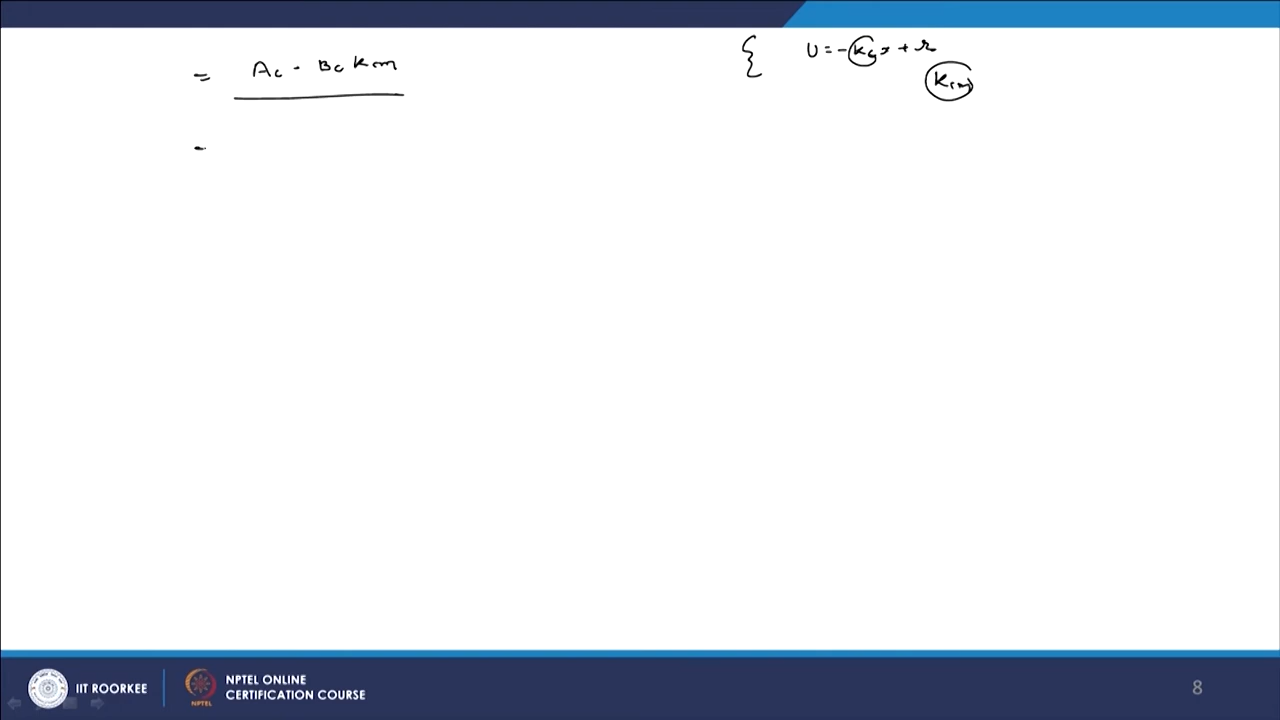 = Ac - Bc Km
U = -Kc x + r
Km
=
IIT ROORKEE
NPTEL ONLINE
CERTIFICATION COURSE
8